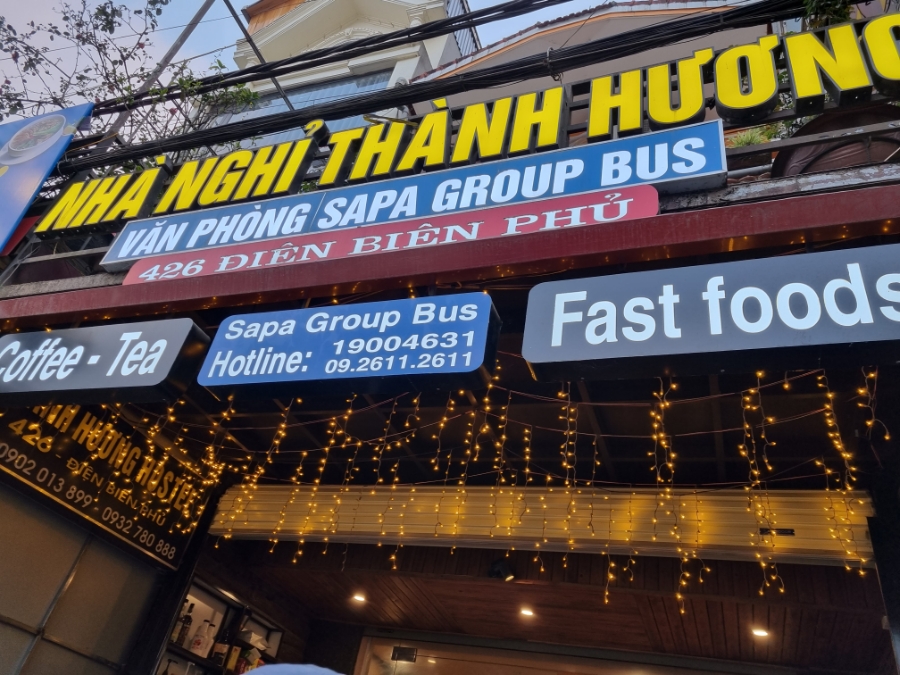 NHÀ NGHỈ THÀNH HƯƠNG
VĂN PHÒNG SAPA GROUP BUS
426 ĐIỆN BIÊN PHỦ
Coffee - Tea
Sapa Group Bus
Hotline: 19004631
09.2611.2611
Fast foods
HƯƠNG HOSTEL
426 ĐIỆN BIÊN PHỦ
0902 013 899 - 0932 780 888